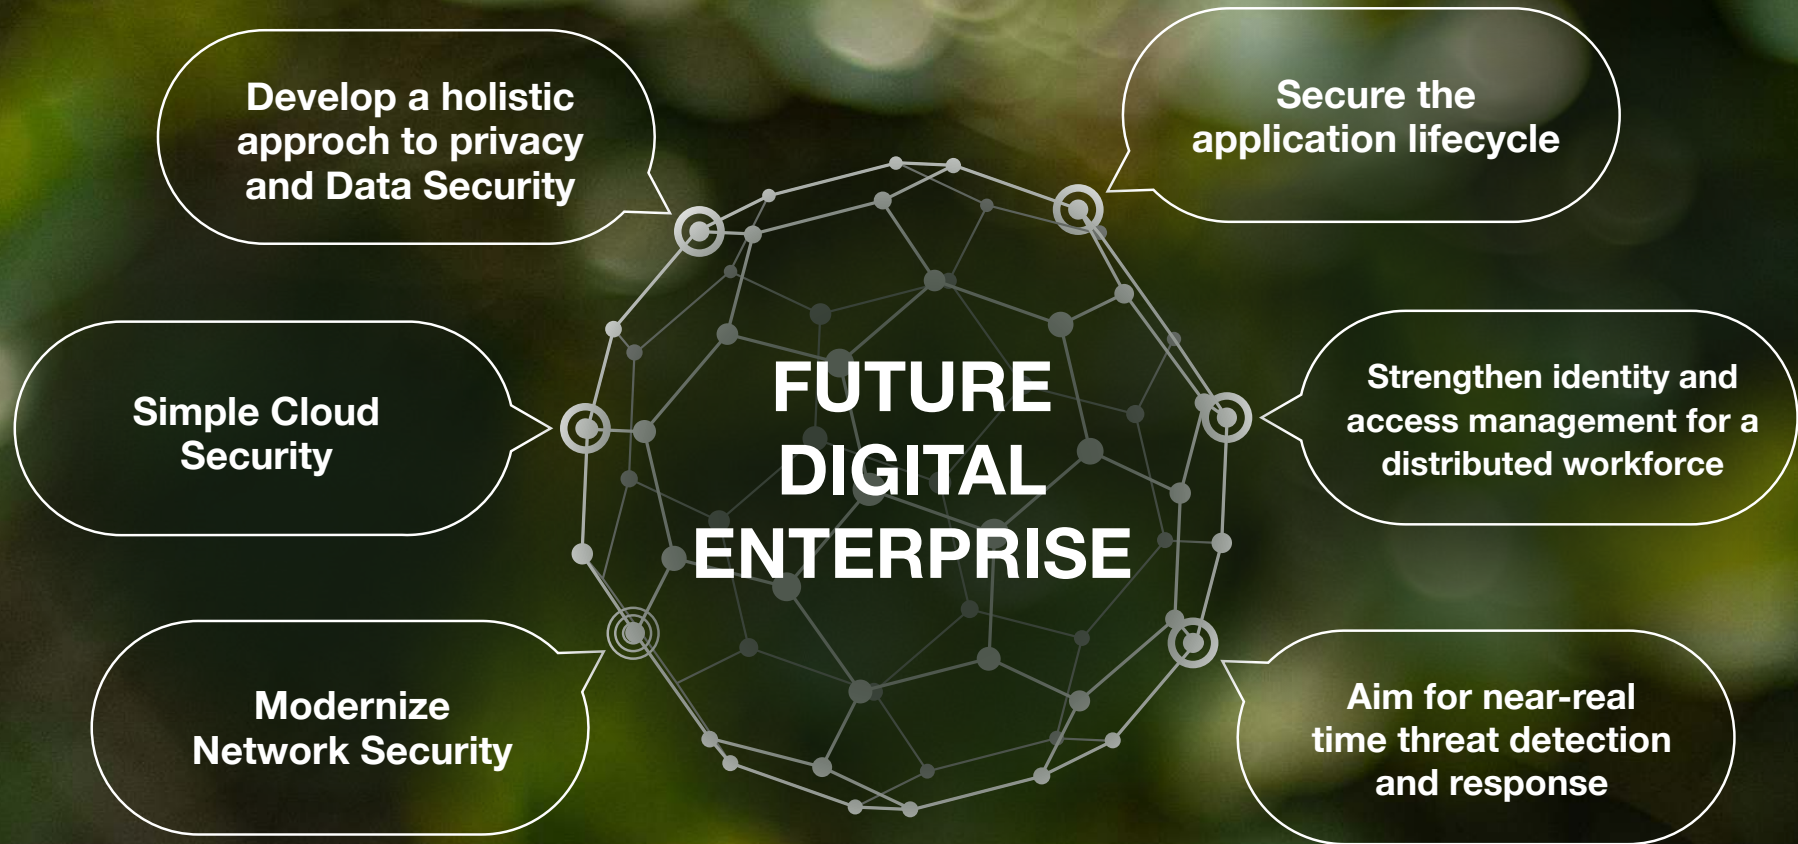 Develop a holistic
approch to privacy
and Data Security
Secure the
application lifecycle
Simple Cloud
Security
FUTURE
DIGITAL
ENTERPRISE
Strengthen identity and
access management for a
distributed workforce
Modernize
Network Security
Aim for near-real
time threat detection
and response